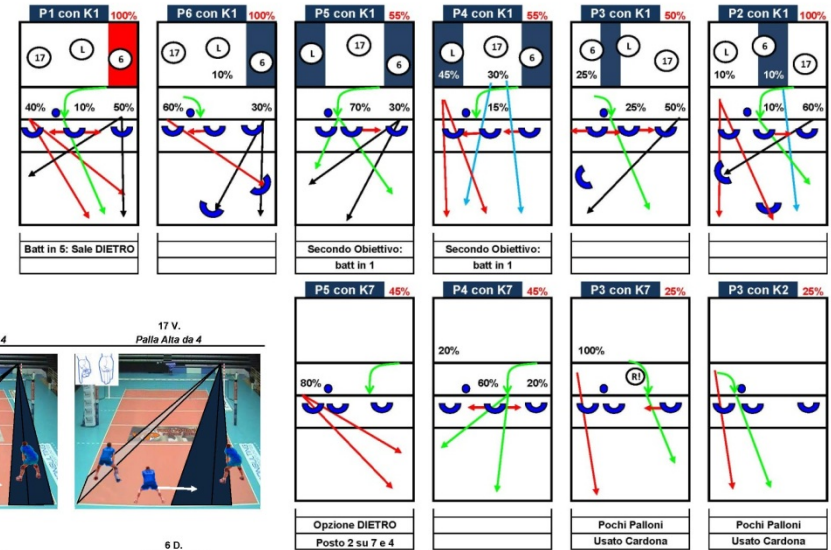 P1 con K1 100%
17 L 6
40% 10% 50%
Batt in 5: Sale DIETRO
P6 con K1 100%
17 L 6
10%
60% 30%
P5 con K1 55%
L 17 6
70% 30%
Secondo Obiettivo:
batt in 1
P4 con K1 55%
L 17 6
45% 30%
15%
Secondo Obiettivo:
batt in 1
P3 con K1 50%
6 L 17
25%
25% 50%
P2 con K1 100%
L 6 17
10% 10%
10% 60%
4
17 V.
Palla Alta da 4
6 D.
P5 con K7 45%
80%
Opzione DIETRO
Posto 2 su 7 e 4
P4 con K7 45%
20%
60% 20%
P3 con K7 25%
100%
R!
Pochi Palloni
Usato Cardona
P3 con K2 25%
Pochi Palloni
Usato Cardona